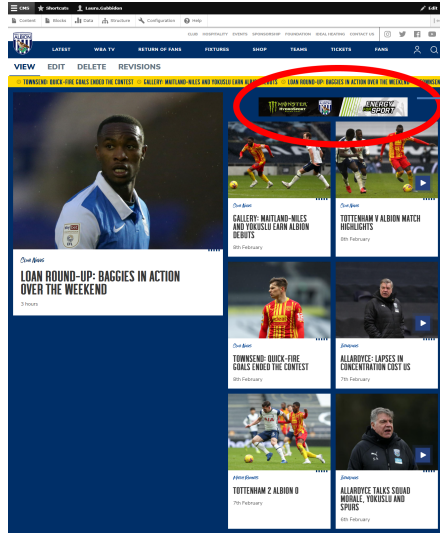 CMS Shortcuts Laura.Gabbidon Edit
Content Blocks Data Structure Configuration Help
CLUB HOSPITALITY EVENTS SPONSORSHIP FOUNDATION IDEAL HEATING CONTACT US
ALBION
LATEST WBA TV RETURN OF FANS FIXTURES SHOP TEAMS TICKETS FANS
VIEW EDIT DELETE REVISIONS
TOWNSEND: QUICK-FIRE GOALS ENDED THE CONTEST GALLERY: MAITLAND-NILES AND YOKUSLU EARN ALBION DEBUTS LOAN ROUND-UP: BAGGIES IN ACTION OVER THE WEEKEND
MONSTER HYDROSPORT ENERGY SPORT
Club News
GALLERY: MAITLAND-NILES
AND YOKUSLU EARN ALBION
DEBUTS
8th February
Club News
TOTTENHAM V ALBION MATCH
HIGHLIGHTS
8th February
Club News
LOAN ROUND-UP: BAGGIES IN ACTION
OVER THE WEEKEND
3 hours
Club News
TOWNSEND: QUICK-FIRE
GOALS ENDED THE CONTEST
8th February
Interviews
ALLARDYCE: LAPSES IN
CONCENTRATION COST US
7th February
Match Reports
TOTTENHAM 2 ALBION 0
7th February
Interviews
ALLARDYCE TALKS SQUAD
MORALE, YOKUSLU AND
SPURS
6th February